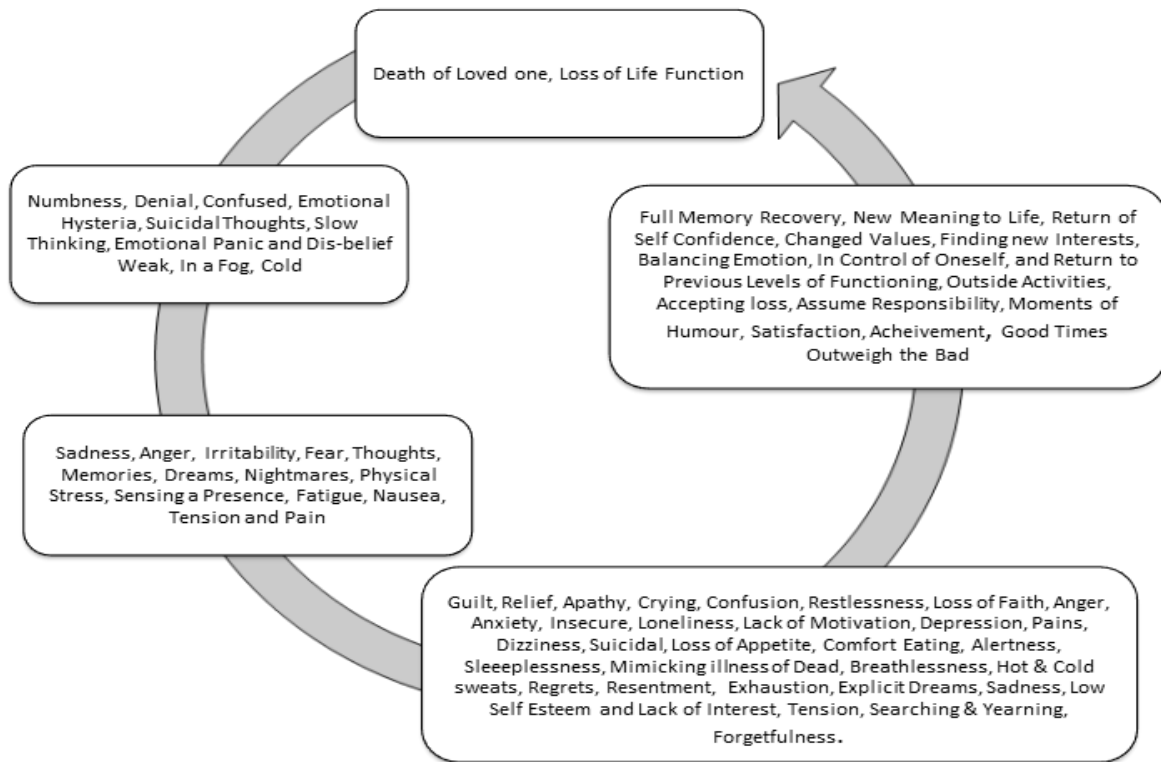 Death of Loved one, Loss of Life Function
Numbness, Denial, Confused, Emotional
Hysteria, Suicidal Thoughts, Slow
Thinking, Emotional Panic and Dis-belief
Weak, In a Fog, Cold
Sadness, Anger, Irritability, Fear, Thoughts,
Memories, Dreams, Nightmares, Physical
Stress, Sensing a Presence, Fatigue, Nausea,
Tension and Pain
Guilt, Relief, Apathy, Crying, Confusion, Restlessness, Loss of Faith, Anger,
Anxiety, Insecure, Loneliness, Lack of Motivation, Depression, Pains,
Dizziness, Suicidal, Loss of Appetite, Comfort Eating, Alertness,
Sleeeplessness, Mimicking illness of Dead, Breathlessness, Hot & Cold
sweats, Regrets, Resentment, Exhaustion, Explicit Dreams, Sadness, Low
Self Esteem and Lack of Interest, Tension, Searching & Yearning,
Forgetfulness.
Full Memory Recovery, New Meaning to Life, Return of
Self Confidence, Changed Values, Finding new Interests,
Balancing Emotion, In Control of Oneself, and Return to
Previous Levels of Functioning, Outside Activities,
Accepting loss, Assume Responsibility, Moments of
Humour, Satisfaction, Acheivement, Good Times
Outweigh the Bad